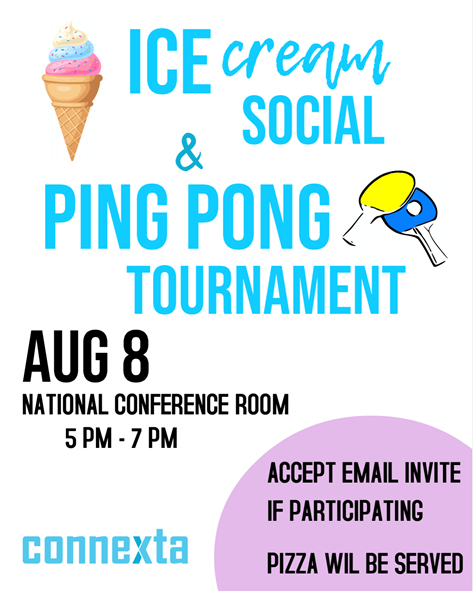 ICE cream
SOCIAL
&
PING PONG
TOURNAMENT
AUG 8
NATIONAL CONFERENCE ROOM
5 PM - 7 PM
ACCEPT EMAIL INVITE
IF PARTICIPATING
PIZZA WIL BE SERVED
connexta